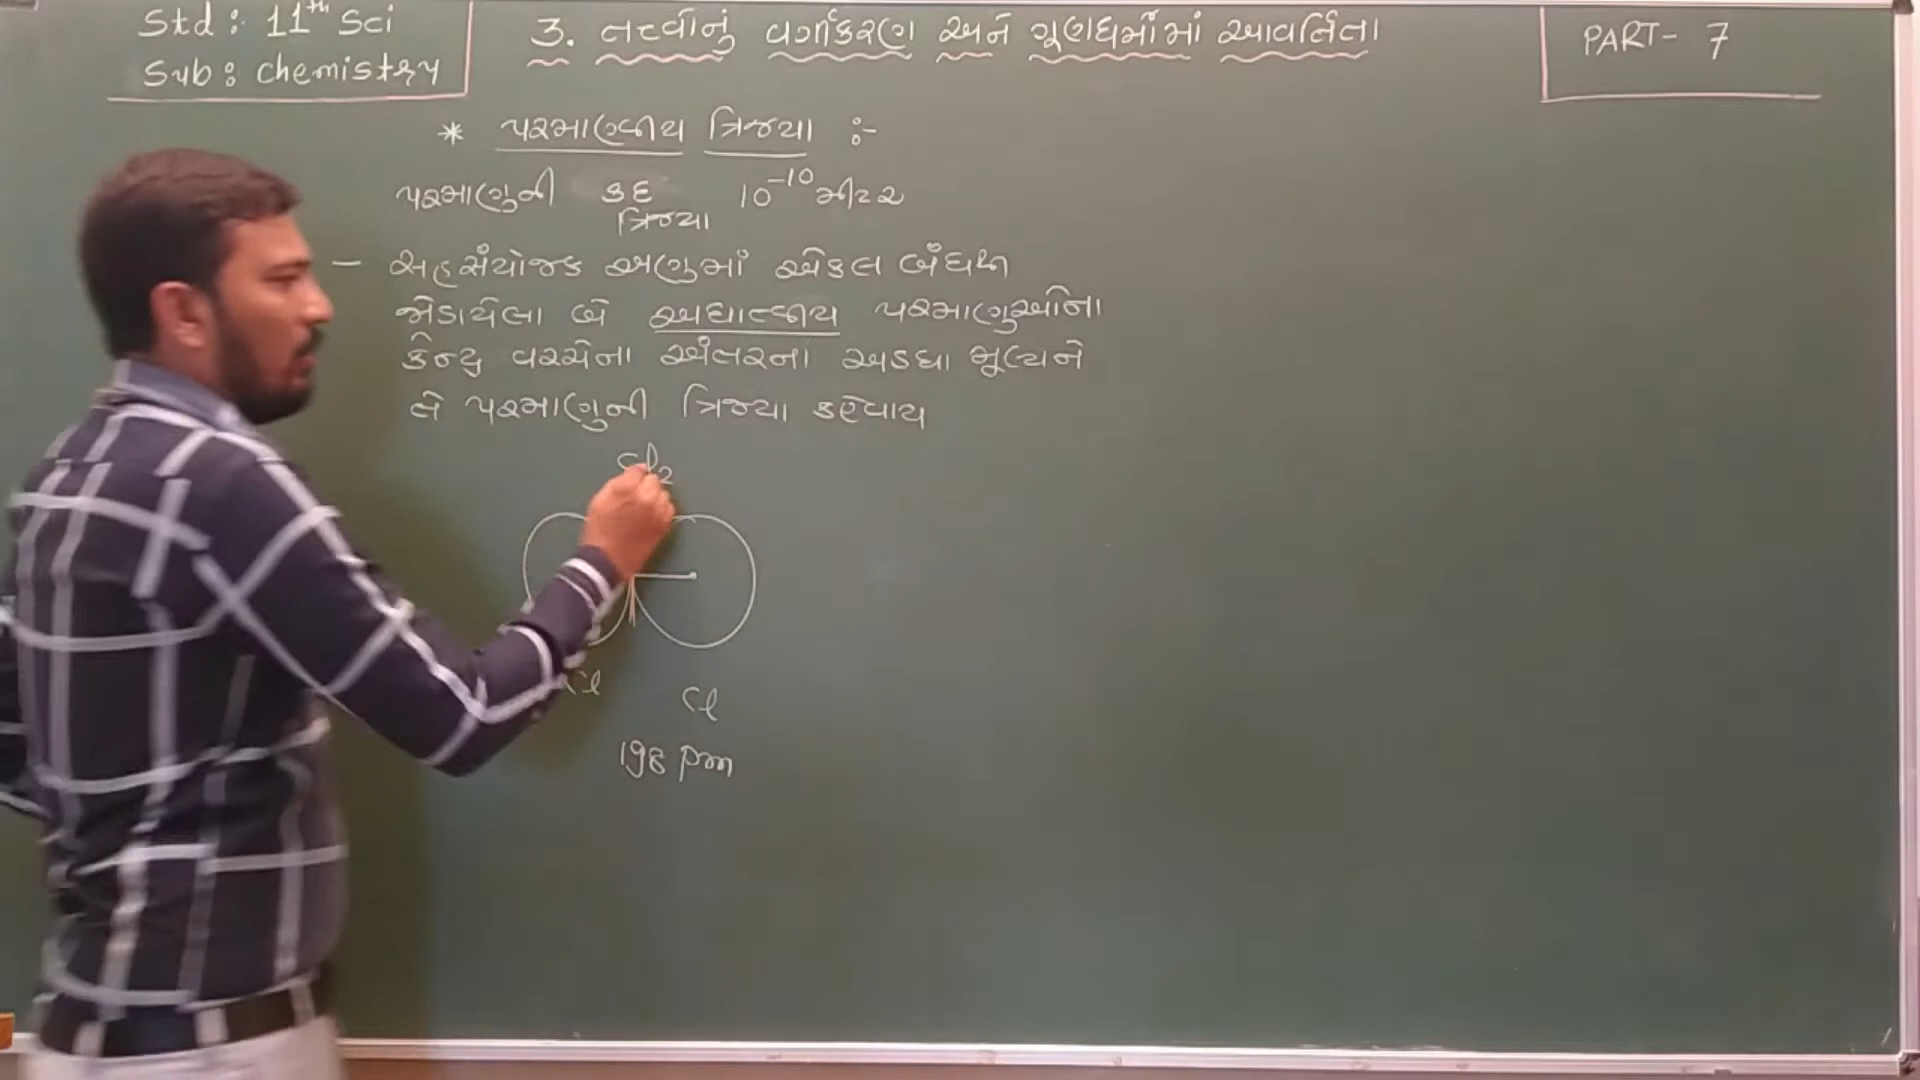 Std : 11th Sci
Sub : chemistry
3. તત્વોનું વર્ગીકરણ અને ગુણધર્મોમાં આવર્તિતા
PART- 7
* પરમાણ્વીય ત્રિજ્યા :-
પરમાણુની કદ 10⁻¹⁰ મીટર
ત્રિજ્યા
– સહસંયોજક અણુમાં એકલ બંધથી
જોડાયેલા બે અધાત્વીય પરમાણુઓના
કેન્દ્ર વચ્ચેના અંતરના અડધા મૂલ્યને
તે પરમાણુની ત્રિજ્યા કહેવાય
Cl₂
Cl Cl
198 pm